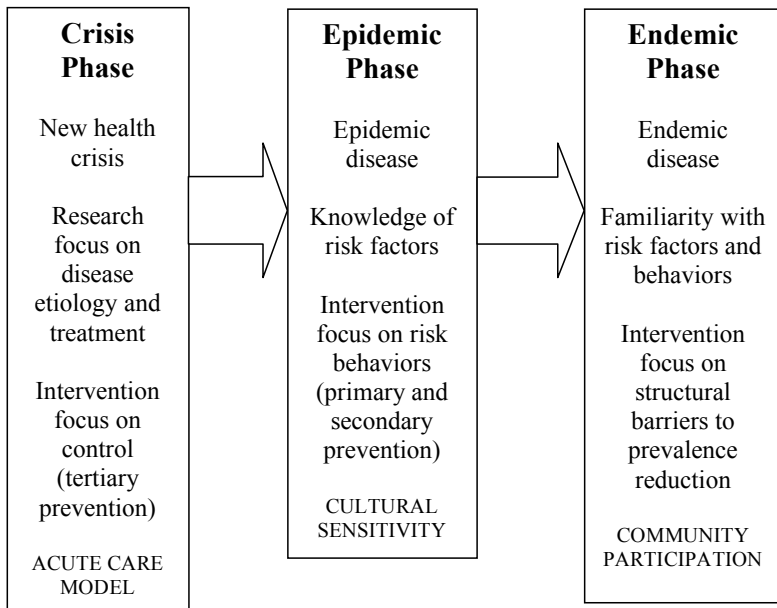 Crisis
Phase
New health
crisis
Research
focus on
disease
etiology and
treatment
Intervention
focus on
control
(tertiary
prevention)
ACUTE CARE
MODEL
Epidemic
Phase
Epidemic
disease
Knowledge of
risk factors
Intervention
focus on risk
behaviors
(primary and
secondary
prevention)
CULTURAL
SENSITIVITY
Endemic
Phase
Endemic
disease
Familiarity with
risk factors and
behaviors
Intervention
focus on
structural
barriers to
prevalence
reduction
COMMUNITY
PARTICIPATION